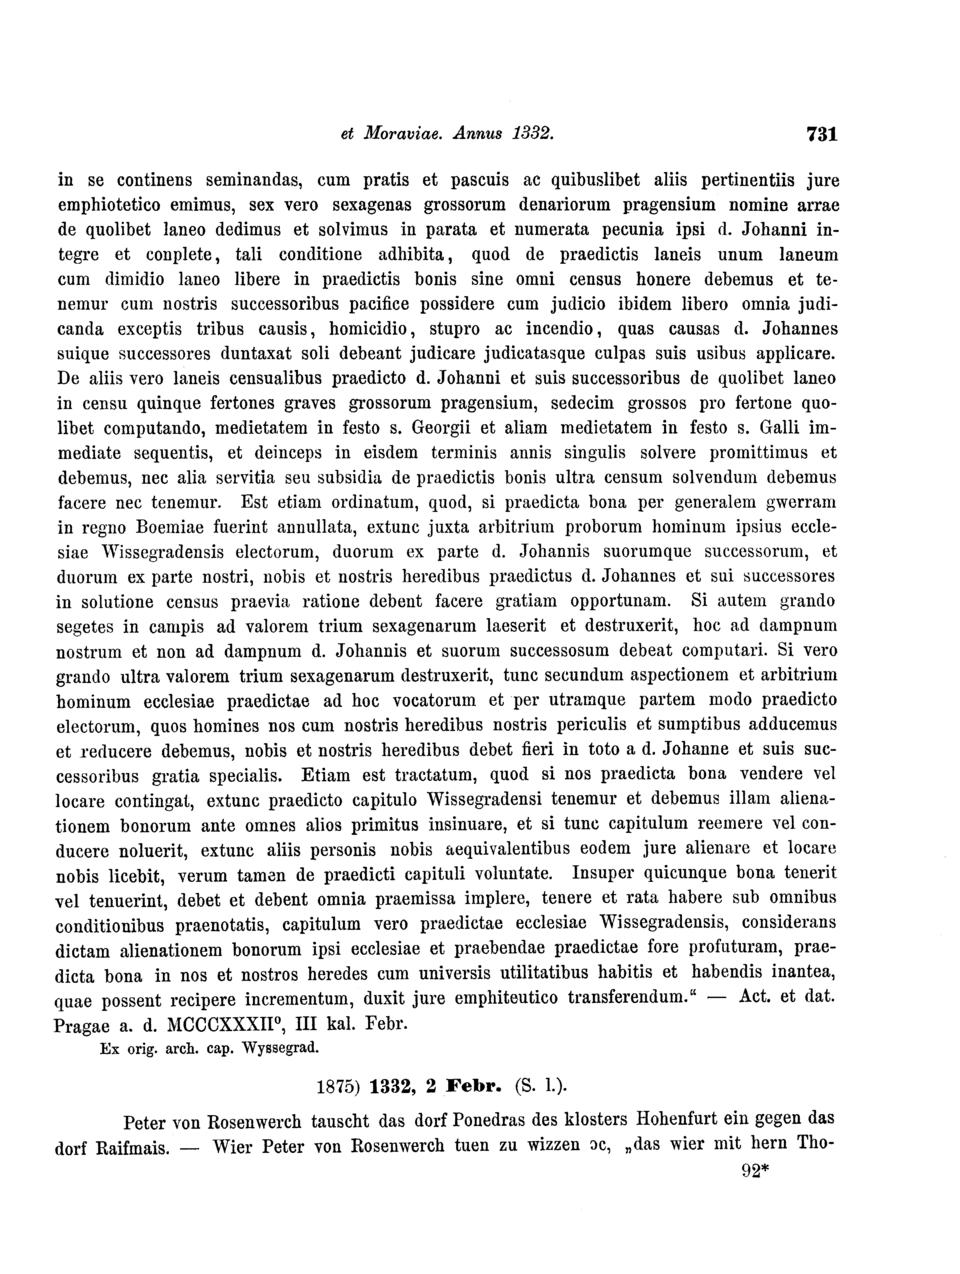 et Moraviae. Annus 1332. 731
in se continens seminandas, cum pratis et pascuis ac quibuslibet aliis pertinentiis jure
emphiotetico emimus, sex vero sexagenas grossorum denariorum pragensium nomine arrae
de quolibet laneo dedimus et solvimus in parata et numerata pecunia ipsi d. Johanni in-
tegre et conplete, tali conditione adhibita, quod de praedictis laneis unum laneum
cum dimidio laneo libere in praedictis bonis sine omni census honere debemus et te-
nemur cum nostris successoribus pacifice possidere cum judicio ibidem libero omnia judi-
canda exceptis tribus causis, homicidio, stupro ac incendio, quas causas d. Johannes
suique successores duntaxat soli debeant judicare judicatasque culpas suis usibus applicare.
De aliis vero laneis censualibus praedicto d. Johanni et suis successoribus de quolibet laneo
in censu quinque fertones graves grossorum pragensium, sedecim grossos pro fertone quo-
libet computando, medietatem in festo s. Georgii et aliam medietatem in festo s. Galli im-
mediate sequentis, et deinceps in eisdem terminis annis singulis solvere promittimus et
debemus, nec alia servitia seu subsidia de praedictis bonis ultra censum solvendum debemus
facere nec tenemur. Est etiam ordinatum, quod, si praedicta bona per generalem gwerram
in regno Boemiae fuerint annullata, extunc juxta arbitrium proborum hominum ipsius eccle-
siae Wissegradensis electorum, duorum ex parte d. Johannis suorumque successorum, et
duorum ex parte nostri, nobis et nostris heredibus praedictus d. Johannes et sui successores
in solutione census praevia ratione debent facere gratiam opportunam. Si autem grando
segetes in campis ad valorem trium sexagenarum laeserit et destruxerit, hoc ad dampnum
nostrum et non ad dampnum d. Johannis et suorum successosum debeat computari. Si vero
grando ultra valorem trium sexagenarum destruxerit, tunc secundum aspectionem et arbitrium
hominum ecclesiae praedictae ad hoc vocatorum et per utramque partem modo praedicto
electorum, quos homines nos cum nostris heredibus nostris periculis et sumptibus adducemus
et reducere debemus, nobis et nostris heredibus debet fieri in toto a d. Johanne et suis suc-
cessoribus gratia specialis. Etiam est tractatum, quod si nos praedicta bona vendere vel
locare contingat, extunc praedicto capitulo Wissegradensi tenemur et debemus illam aliena-
tionem bonorum ante omnes alios primitus insinuare, et si tunc capitulum reemere vel con-
ducere noluerit, extunc aliis personis nobis aequivalentibus eodem jure alienare et locare
nobis licebit, verum tamen de praedicti capituli voluntate. Insuper quicunque bona tenerit
vel tenuerint, debet et debent omnia praemissa implere, tenere et rata habere sub omnibus
conditionibus praenotatis, capitulum vero praedictae ecclesiae Wissegradensis, considerans
dictam alienationem bonorum ipsi ecclesiae et praebendae praedictae fore profuturam, prae-
dicta bona in nos et nostros heredes cum universis utilitatibus habitis et habendis inantea,
quae possent recipere incrementum, duxit jure emphiteutico transferendum.“ — Act. et dat.
Pragae a. d. MCCCXXXII⁰, III kal. Febr.
Ex orig. arch. cap. Wyssegrad.
1875) 1332, 2 Febr. (S. l.).
Peter von Rosenwerch tauscht das dorf Ponedras des klosters Hohenfurt ein gegen das
dorf Raifmais. — Wier Peter von Rosenwerch tuen zu wizzen ɔc, „das wier mit hern Tho-
92*